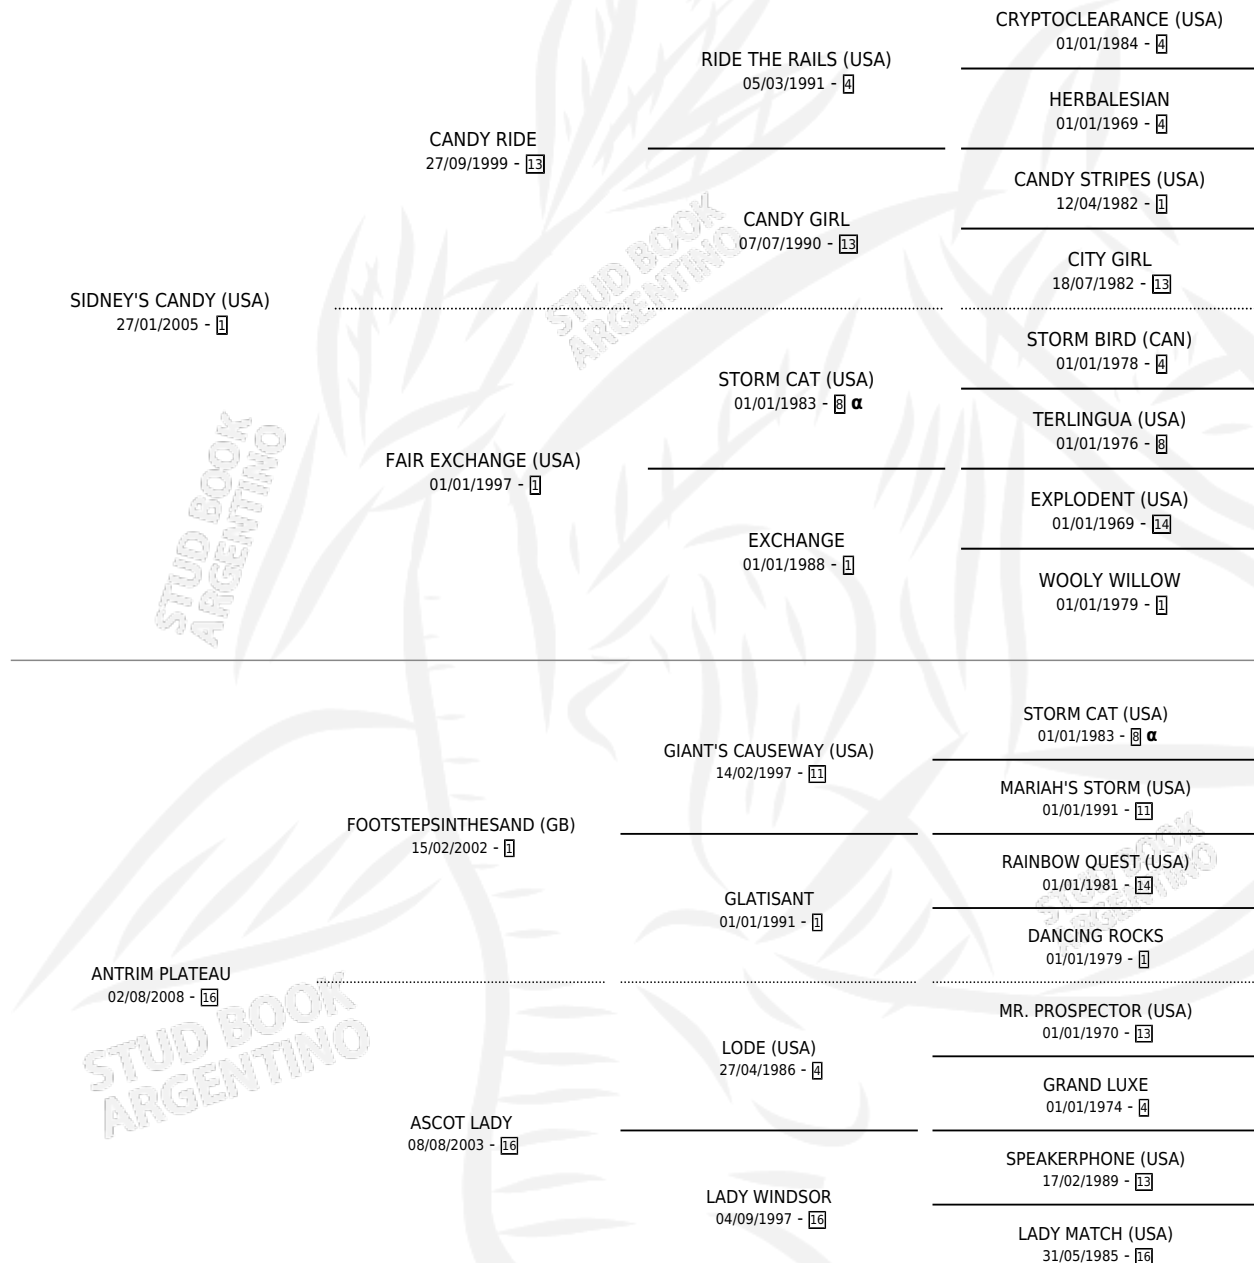 CRYPTOCLEARANCE (USA)
01/01/1984 - 4
RIDE THE RAILS (USA)
05/03/1991 - 4
HERBALESIAN
01/01/1969 - 4
CANDY RIDE
27/09/1999 - 13
CANDY STRIPES (USA)
12/04/1982 - 1
CANDY GIRL
07/07/1990 - 13
CITY GIRL
18/07/1982 - 13
SIDNEY'S CANDY (USA)
27/01/2005 - 1
STORM BIRD (CAN)
01/01/1978 - 4
STORM CAT (USA)
01/01/1983 - 8 α
TERLINGUA (USA)
01/01/1976 - 8
FAIR EXCHANGE (USA)
01/01/1997 - 1
EXPLODENT (USA)
01/01/1969 - 14
EXCHANGE
01/01/1988 - 1
WOOLY WILLOW
01/01/1979 - 1
STORM CAT (USA)
01/01/1983 - 8 α
GIANT'S CAUSEWAY (USA)
14/02/1997 - 11
MARIAH'S STORM (USA)
01/01/1991 - 11
FOOTSTEPSINTHESAND (GB)
15/02/2002 - 1
RAINBOW QUEST (USA)
01/01/1981 - 14
GLATISANT
01/01/1991 - 1
DANCING ROCKS
01/01/1979 - 1
ANTRIM PLATEAU
02/08/2008 - 16
MR. PROSPECTOR (USA)
01/01/1970 - 13
LODE (USA)
27/04/1986 - 4
GRAND LUXE
01/01/1974 - 4
ASCOT LADY
08/08/2003 - 16
SPEAKERPHONE (USA)
17/02/1989 - 13
LADY WINDSOR
04/09/1997 - 16
LADY MATCH (USA)
31/05/1985 - 16
STUD BOOK
ARGENTINO
STUD BOOK
ARGENTINO
STUD BOOK
ARGENTINO
STUD BOOK
ARGENTINO